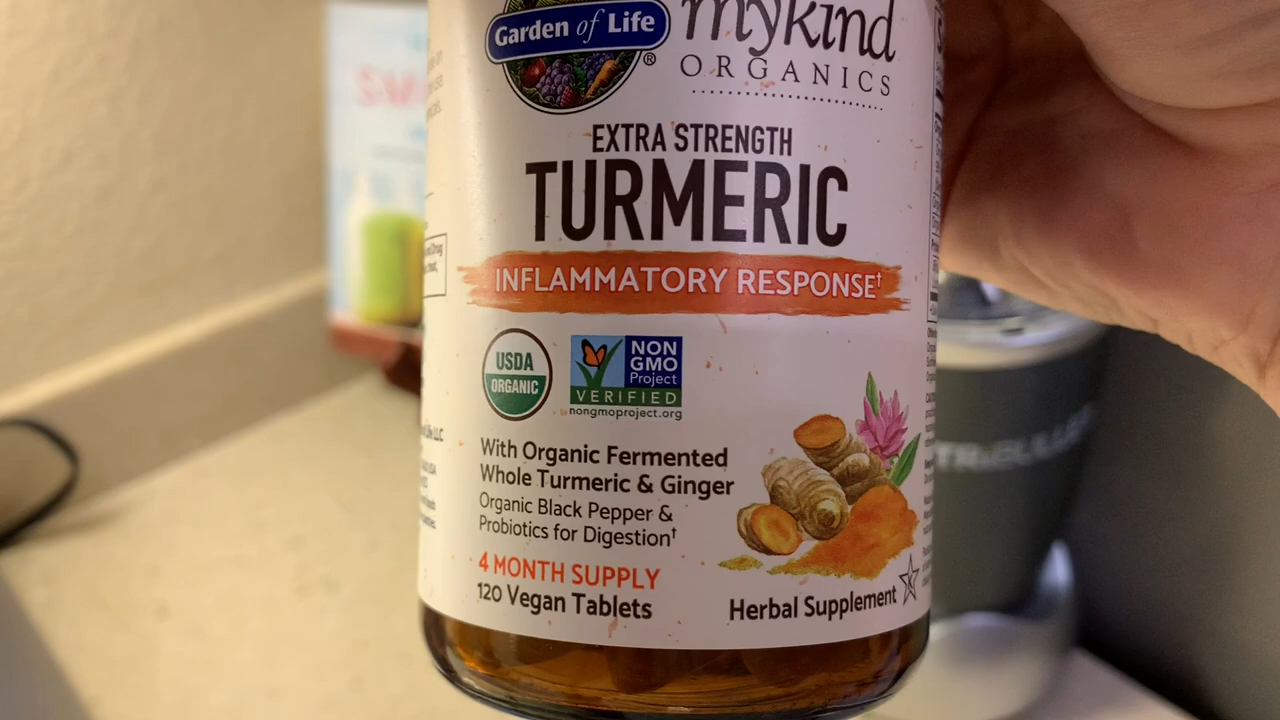 Garden of Life
®
mykind
ORGANICS
EXTRA STRENGTH
TURMERIC
INFLAMMATORY RESPONSE†
USDA
ORGANIC
NON
GMO
Project
VERIFIED
nongmoproject.org
With Organic Fermented
Whole Turmeric & Ginger
Organic Black Pepper &
Probiotics for Digestion†
4 MONTH SUPPLY
120 Vegan Tablets
Herbal Supplement
K